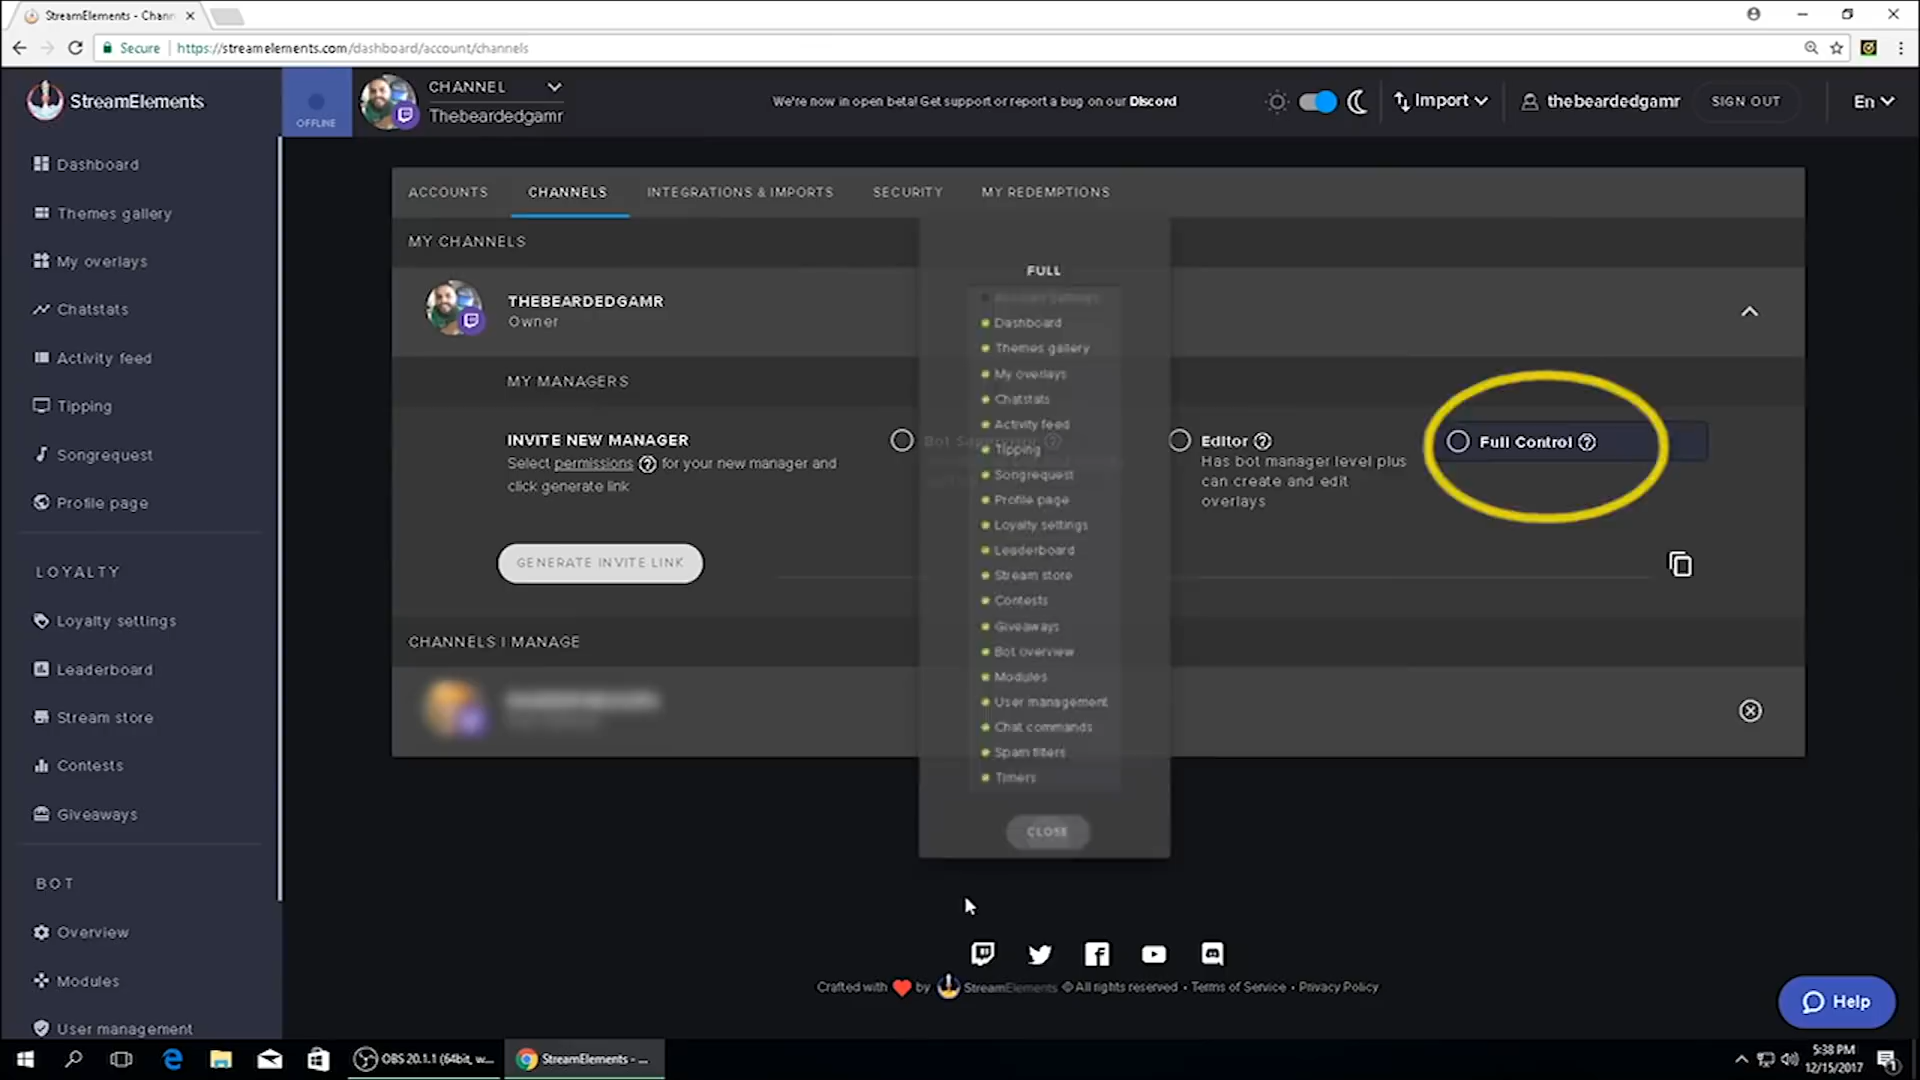 StreamElements - Chann
Secure
https://streamelements.com/dashboard/account/channels
StreamElements
OFFLINE
CHANNEL
Thebeardedgamr
We're now in open beta! Get support or report a bug on our Discord
Import
thebeardedgamr
SIGN OUT
En
Dashboard
Themes gallery
My overlays
Chatstats
Activity feed
Tipping
Songrequest
Profile page
LOYALTY
Loyalty settings
Leaderboard
Stream store
Contests
Giveaways
BOT
Overview
Modules
User management
ACCOUNTS
CHANNELS
INTEGRATIONS & IMPORTS
SECURITY
MY REDEMPTIONS
MY CHANNELS
THEBEARDEDGAMR
Owner
MY MANAGERS
INVITE NEW MANAGER
Select permissions ? for your new manager and
click generate link
Editor ?
Has bot manager level plus
can create and edit
overlays
Full Control ?
GENERATE INVITE LINK
CHANNELS I MANAGE
FULL
Dashboard
Themes gallery
My overlays
Chatstats
Activity feed
Tipping
Songrequest
Profile page
Loyalty settings
Leaderboard
Stream store
Contests
Giveaways
Bot overview
Modules
User management
Chat commands
Spam filters
Timers
CLOSE
Crafted with ❤ by StreamElements © All rights reserved • Terms of Service • Privacy Policy
Help
OBS 20.1.1 (64bit, w...
StreamElements - ...
5:38 PM
12/15/2017
1